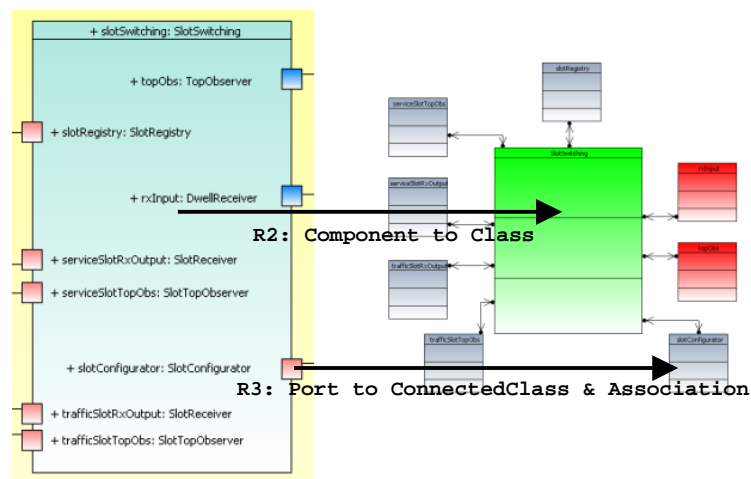 + slotSwitching: SlotSwitching
+ topObs: TopObserver
+ slotRegistry: SlotRegistry
+ rxInput: DwellReceiver
+ serviceSlotRxOutput: SlotReceiver
+ serviceSlotTopObs: SlotTopObserver
+ slotConfigurator: SlotConfigurator
+ trafficSlotRxOutput: SlotReceiver
+ trafficSlotTopObs: SlotTopObserver
slotRegistry
serviceSlotTopObs
SlotSwitching
rxInput
serviceSlotRxOutput
R2: Component to Class
topObs
trafficSlotRxOutput
trafficSlotTopObs
slotConfigurator
R3: Port to ConnectedClass & Association